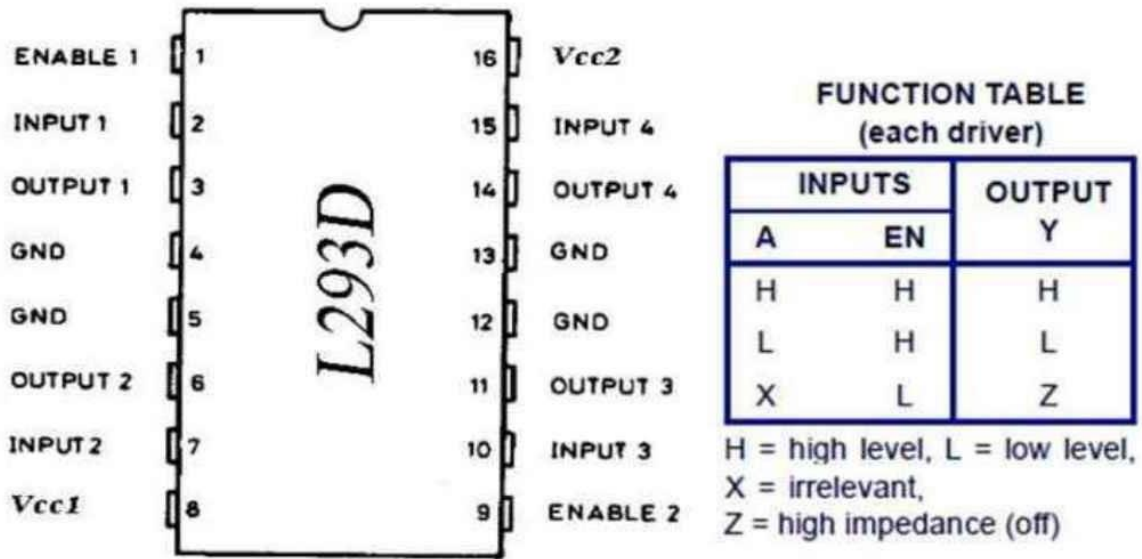 ENABLE 1 1 16 Vcc2
INPUT 1 2 15 INPUT 4
OUTPUT 1 3 14 OUTPUT 4
GND 4 13 GND
GND 5 12 GND
OUTPUT 2 6 11 OUTPUT 3
INPUT 2 7 10 INPUT 3
Vcc1 8 9 ENABLE 2
L293D
FUNCTION TABLE
(each driver)
INPUTS OUTPUT
A EN Y
H H H
L H L
X L Z
H = high level, L = low level,
X = irrelevant,
Z = high impedance (off)